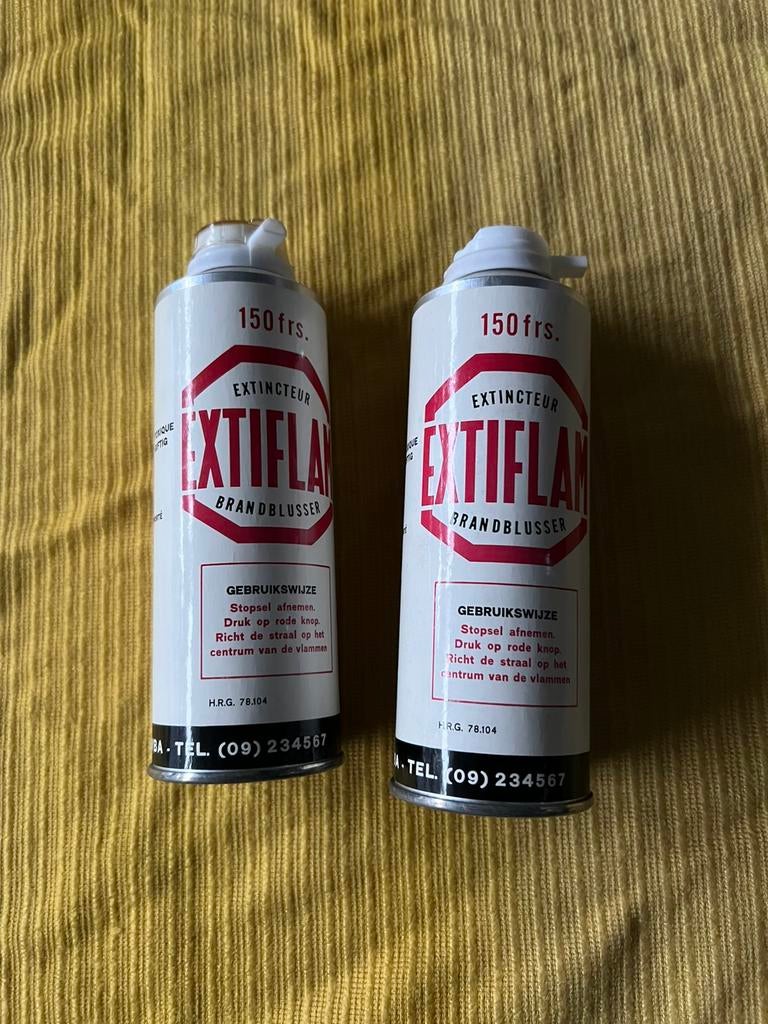 150 frs.
EXTINCTEUR
EXTIFLAM
BRANDBLUSSER
GEBRUIKSWIJZE
Stopsel afnemen.
Druk op rode knop.
Richt de straal op het
centrum van de vlammen
H.R.G. 78.104
BA - TEL. (09) 234567
150 frs.
EXTINCTEUR
EXTIFLAM
BRANDBLUSSER
GEBRUIKSWIJZE
Stopsel afnemen.
Druk op rode knop.
Richt de straal op het
centrum van de vlammen
H.R.G. 78.104
- TEL. (09) 234567